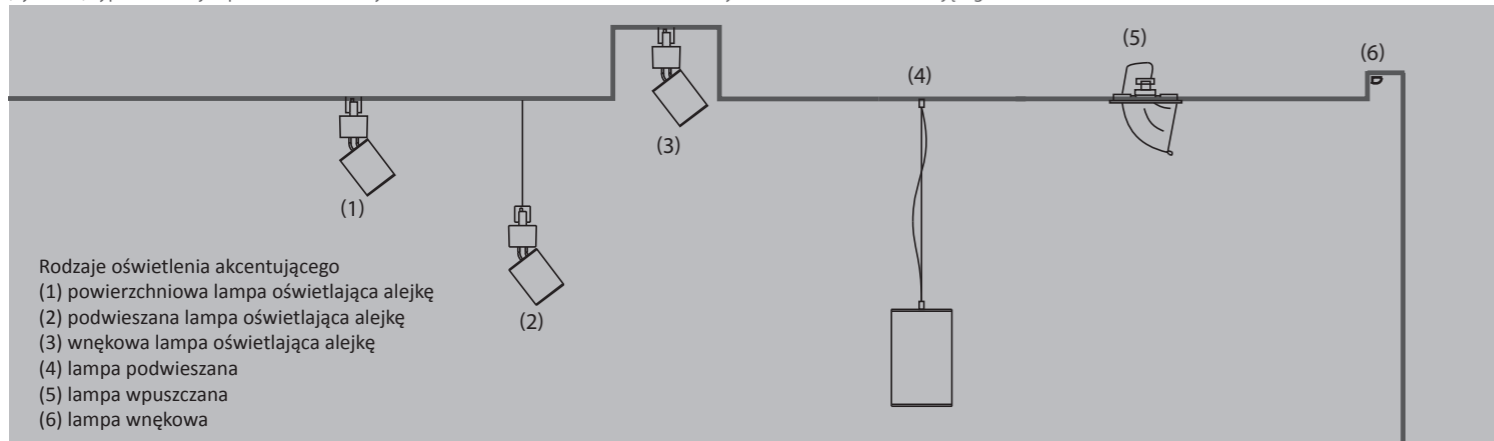 (5)
(6)
(4)
(3)
(1)
(2)
Rodzaje oświetlenia akcentującego
(1) powierzchniowa lampa oświetlająca alejkę
(2) podwieszana lampa oświetlająca alejkę
(3) wnękowa lampa oświetlająca alejkę
(4) lampa podwieszana
(5) lampa wpuszczana
(6) lampa wnękowa